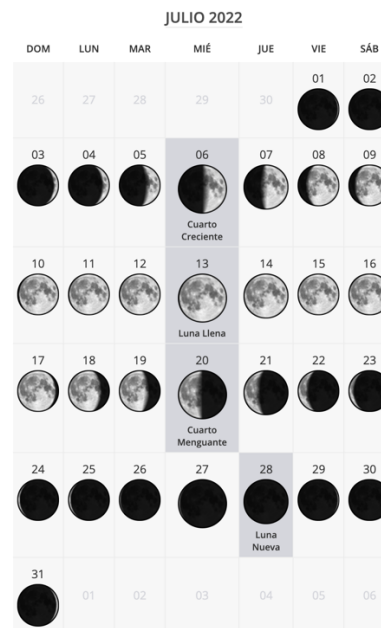 JULIO 2022
DOM LUN MAR MIÉ JUE VIE SÁB
26 27 28 29 30 01 02
03 04 05 06 07 08 09
Cuarto
Creciente
10 11 12 13 14 15 16
Luna Llena
17 18 19 20 21 22 23
Cuarto
Menguante
24 25 26 27 28 29 30
Luna
Nueva
31 01 02 03 04 05 06